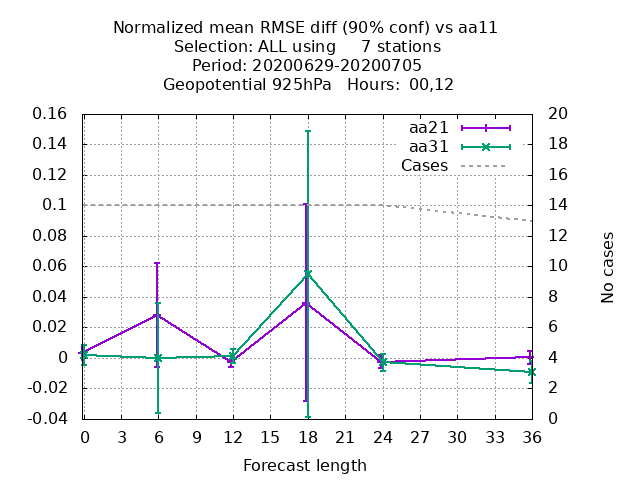 Normalized mean RMSE diff (90% conf) vs aa11
Selection: ALL using     7 stations
Period: 20200629-20200705
Geopotential 925hPa   Hours:  00,12
0.16
0.14
0.12
0.1
0.08
0.06
0.04
0.02
0
-0.02
-0.04
aa21
aa31
Cases
20
18
16
14
12
10
8
6
4
2
0
No cases
0 3 6 9 12 15 18 21 24 27 30 33 36
Forecast length